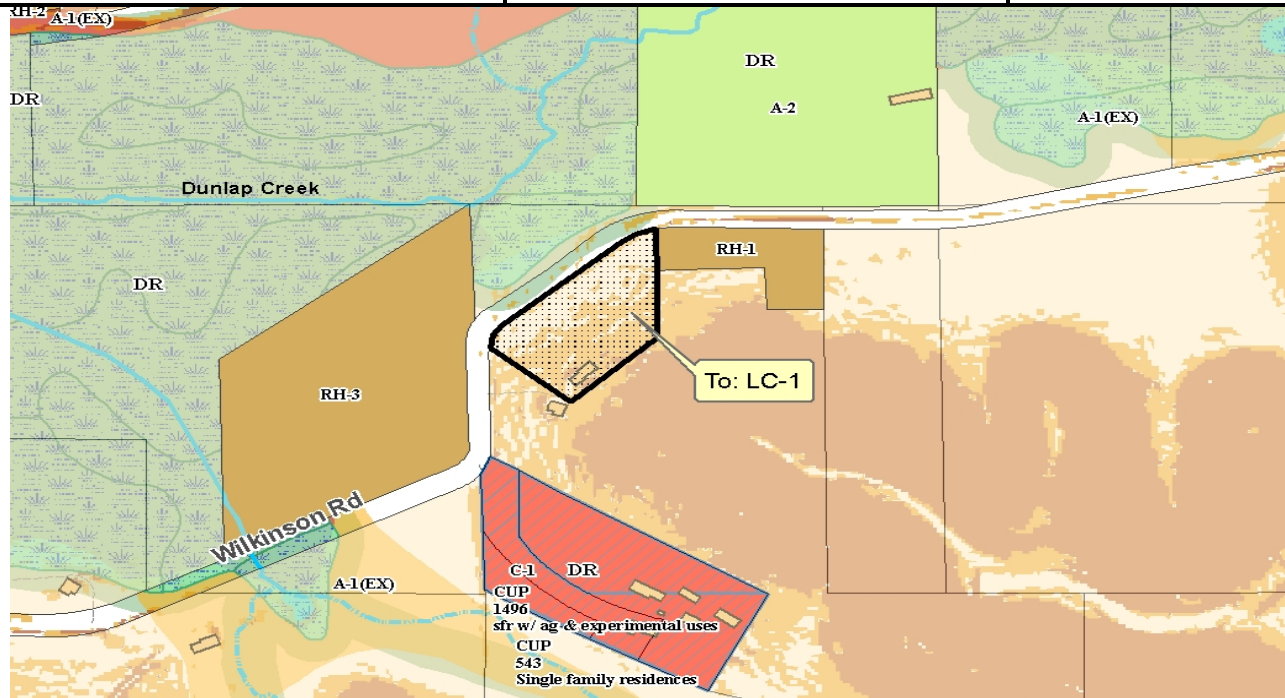 RH-2
A-1(EX)
DR
A-2
DR
A-1(EX)
Dunlap Creek
RH-1
DR
To: LC-1
RH-3
Wilkinson Rd
A-1(EX)
C-1
DR
CUP
1496
sfr w/ ag & experimental uses
CUP
543
Single family residences